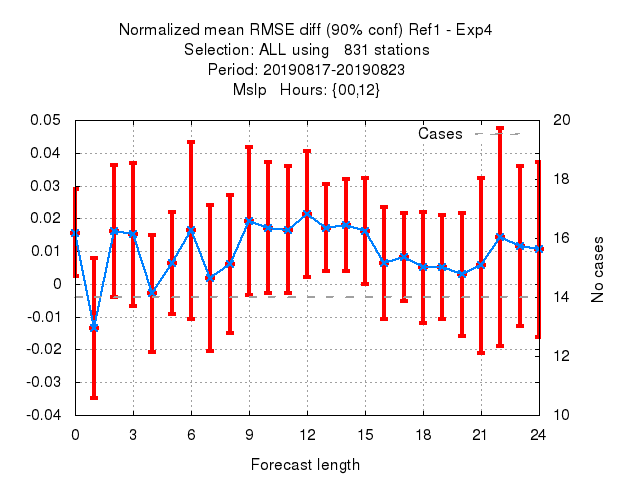 Normalized mean RMSE diff (90% conf) Ref1 - Exp4
Selection: ALL using   831 stations
Period: 20190817-20190823
Mslp   Hours: {00,12}
Cases
0.05
0.04
0.03
0.02
0.01
0
-0.01
-0.02
-0.03
-0.04
20
18
16
14
12
10
No cases
0 3 6 9 12 15 18 21 24
Forecast length